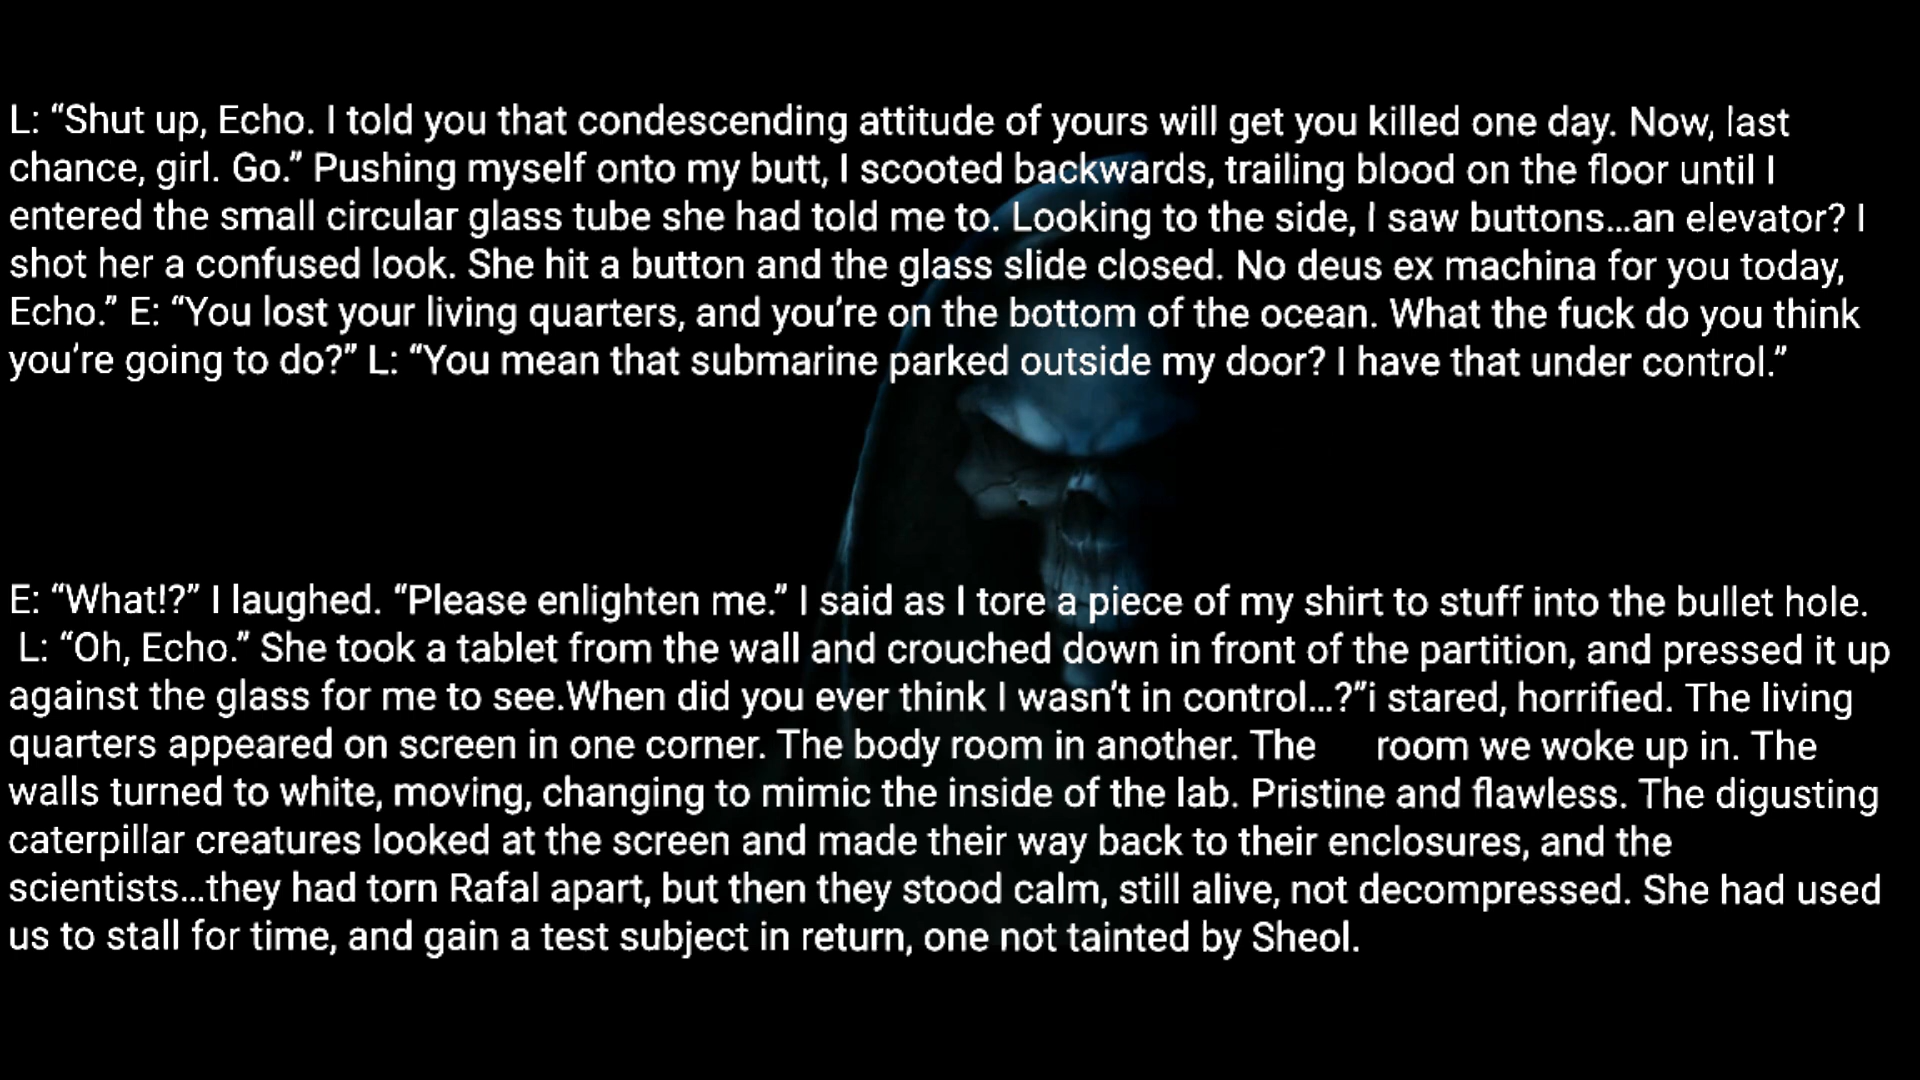 L: “Shut up, Echo. I told you that condescending attitude of yours will get you killed one day. Now, last
chance, girl. Go.” Pushing myself onto my butt, I scooted backwards, trailing blood on the floor until I
entered the small circular glass tube she had told me to. Looking to the side, I saw buttons...an elevator? I
shot her a confused look. She hit a button and the glass slide closed. No deus ex machina for you today,
Echo.” E: “You lost your living quarters, and you’re on the bottom of the ocean. What the fuck do you think
you’re going to do?” L: “You mean that submarine parked outside my door? I have that under control.”
E: “What!?” I laughed. “Please enlighten me.” I said as I tore a piece of my shirt to stuff into the bullet hole.
L: “Oh, Echo.” She took a tablet from the wall and crouched down in front of the partition, and pressed it up
against the glass for me to see.When did you ever think I wasn’t in control...?”i stared, horrified. The living
quarters appeared on screen in one corner. The body room in another. The room we woke up in. The
walls turned to white, moving, changing to mimic the inside of the lab. Pristine and flawless. The digusting
caterpillar creatures looked at the screen and made their way back to their enclosures, and the
scientists...they had torn Rafal apart, but then they stood calm, still alive, not decompressed. She had used
us to stall for time, and gain a test subject in return, one not tainted by Sheol.